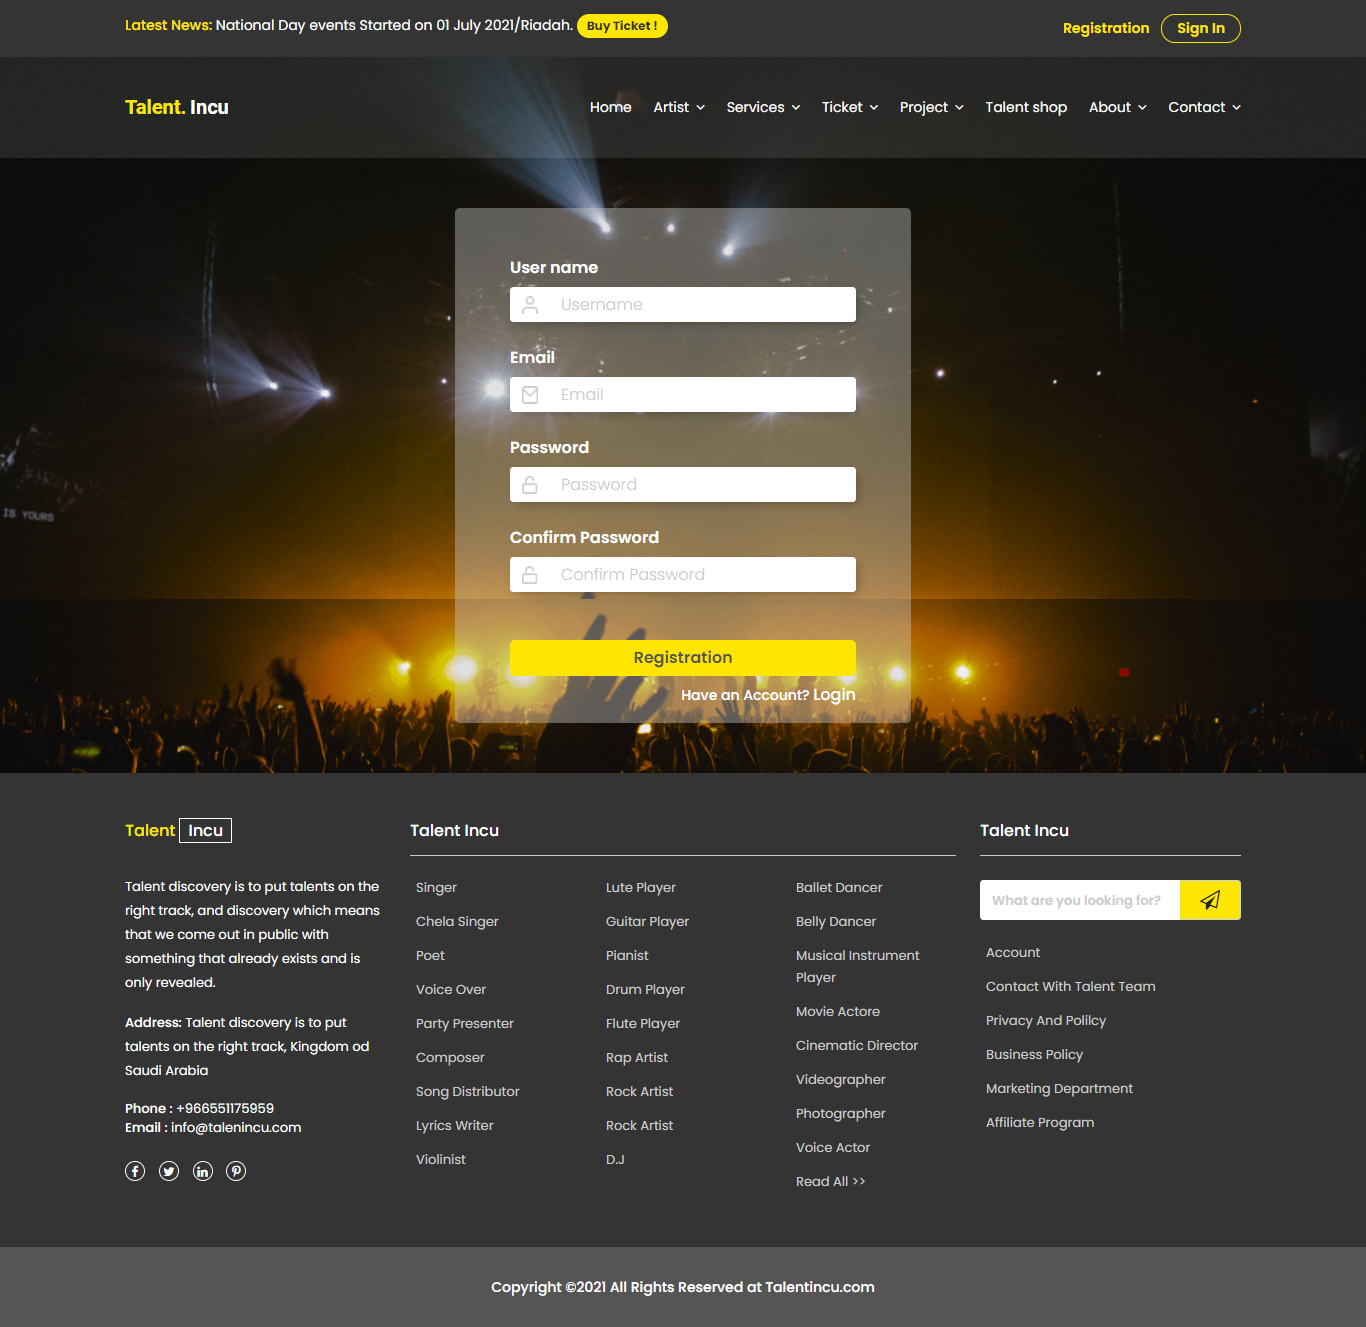 Latest News: National Day events Started on 01 July 2021/Riadah. Buy Ticket !
Registration Sign In
Talent. Incu
Home Artist Services Ticket Project Talent shop About Contact
User name
Username
Email
Email
Password
Password
Confirm Password
Confirm Password
IS YOURS
Registration
Have an Account? Login
Talent Incu
Talent discovery is to put talents on the
right track, and discovery which means
that we come out in public with
something that already exists and is
only revealed.
Address: Talent discovery is to put
talents on the right track, Kingdom od
Saudi Arabia
Phone : +966551175959
Email : info@talenincu.com
Talent Incu
Singer
Chela Singer
Poet
Voice Over
Party Presenter
Composer
Song Distributor
Lyrics Writer
Violinist
Lute Player
Guitar Player
Pianist
Drum Player
Flute Player
Rap Artist
Rock Artist
Rock Artist
D.J
Ballet Dancer
Belly Dancer
Musical Instrument
Player
Movie Actore
Cinematic Director
Videographer
Photographer
Voice Actor
Read All >>
Talent Incu
What are you looking for?
Account
Contact With Talent Team
Privacy And Polilcy
Business Policy
Marketing Department
Affiliate Program
Copyright ©2021 All Rights Reserved at Talentincu.com